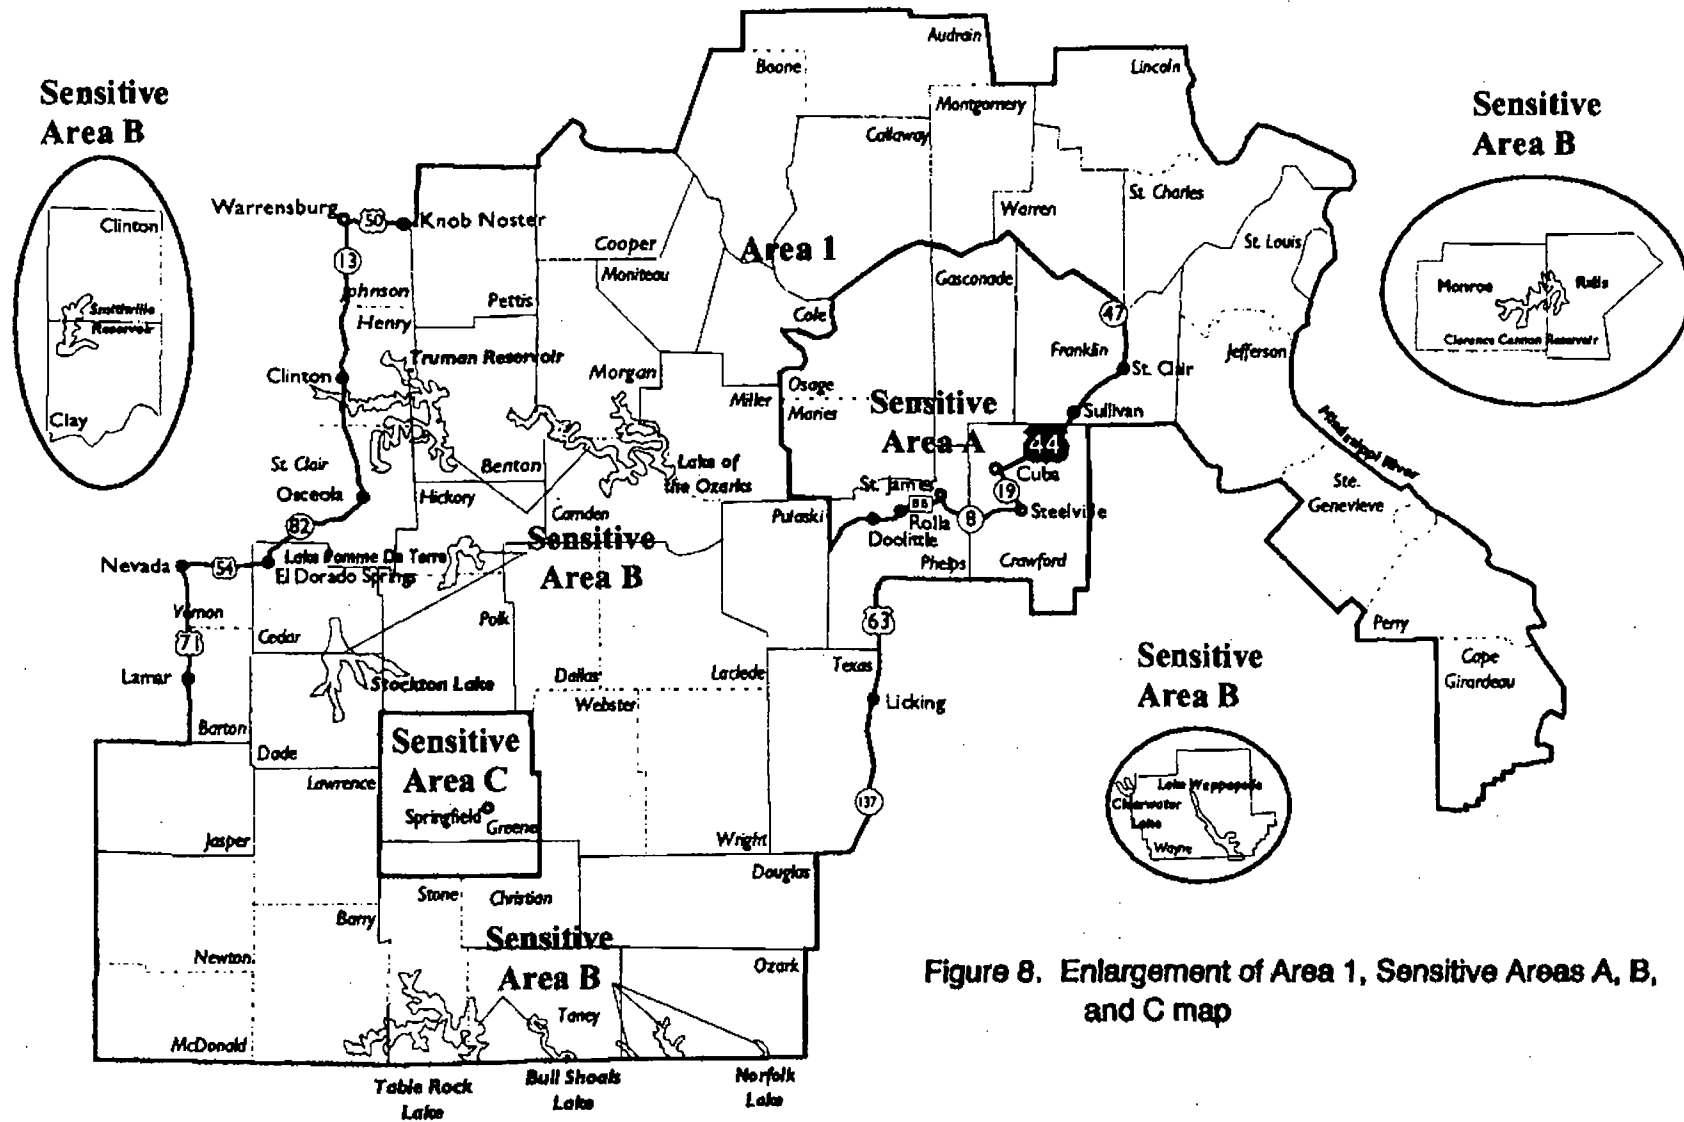 Audrain
Boone
Lincoln
Sensitive
Area B
Sensitive
Area B
Montgomery
Callaway
St. Charles
Warrensburg
50
Knob Noster
Warren
Clinton
Cooper
Area 1
St. Louis
13
Moniteau
Gasconade
Johnson
Pettis
Monroe
Ralls
Smithville
Reservoir
Henry
Cole
47
Clarence Cannon Reservoir
Truman Reservoir
Franklin
Jefferson
Clinton
Morgan
Osage
St. Clair
Miller
Maries
Sensitive
Area A
Sullivan
Mississippi River
Clay
44
St. Clair
Benton
Lake of
the Ozarks
Cuba
Osceola
Hickory
St. James
19
Ste.
Genevieve
Camden
Pulaski
BB
Rolla
8
Steelville
82
Doolittle
Sensitive
Area B
Nevada
54
Lake Pomme De Terre
El Dorado Springs
Phelps
Crawford
Vernon
Polk
63
Perry
71
Cedar
Sensitive
Area B
Cape
Girardeau
Lamar
Stockton Lake
Dallas
Laclede
Texas
Webster
Licking
Barton
Dade
Sensitive
Area C
Lawrence
Springfield
Greene
137
Lake Wappapello
Clearwater
Lake
Wayne
Jasper
Wright
Douglas
Stone
Christian
Barry
Newton
Sensitive
Area B
Ozark
Figure 8. Enlargement of Area 1, Sensitive Areas A, B,
and C map
Taney
McDonald
Table Rock
Lake
Bull Shoals
Lake
Norfolk
Lake